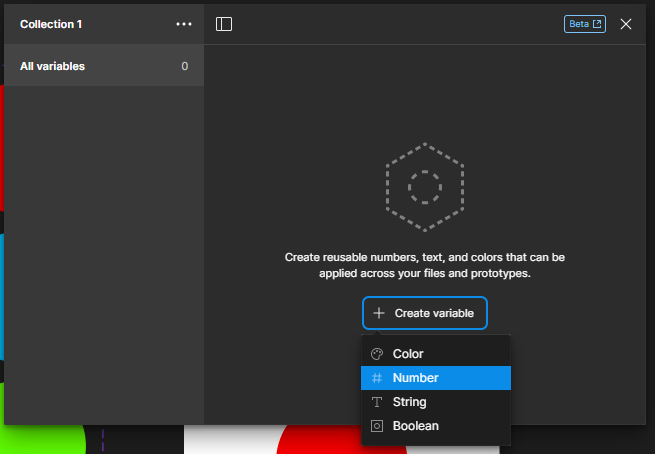 Collection 1
Beta
All variables 0
Create reusable numbers, text, and colors that can be
applied across your files and prototypes.
Create variable
Color
Number
String
Boolean